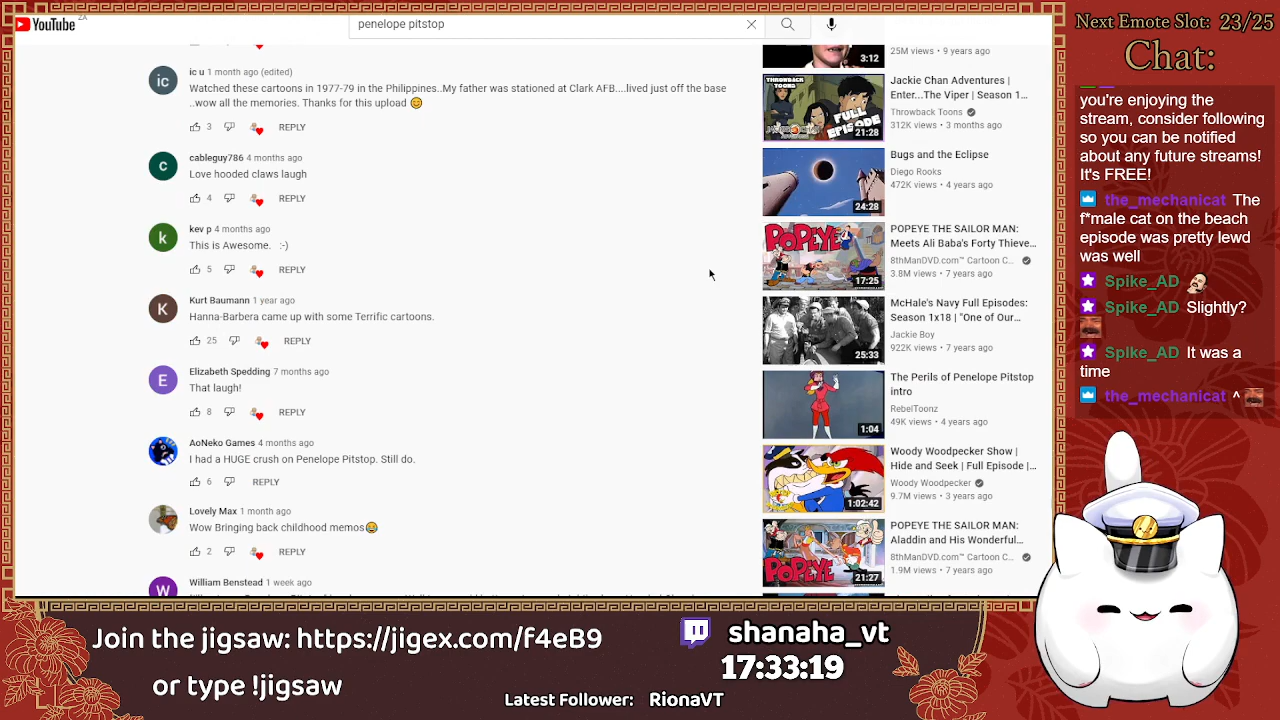 YouTube
ZA
penelope pitstop
Next Emote Slot: 23/25
Chat:
ic
ic u 1 month ago (edited)
Watched these cartoons in 1977-79 in the Philippines..My father was stationed at Clark AFB....lived just off the base
..wow all the memories. Thanks for this upload 😊
3 REPLY
c
cableguy786 4 months ago
Love hooded claws laugh
4 REPLY
k
kev p 4 months ago
This is Awesome. :-)
5 REPLY
K
Kurt Baumann 1 year ago
Hanna-Barbera came up with some Terrific cartoons.
25 REPLY
E
Elizabeth Spedding 7 months ago
That laugh!
8 REPLY
AoNeko Games 4 months ago
I had a HUGE crush on Penelope Pitstop. Still do.
6 REPLY
Lovely Max 1 month ago
Wow Bringing back childhood memos😂
2 REPLY
W
William Benstead 1 week ago
3:12
25M views • 9 years ago
THROWBACK
TOONS
FULL
EPISODE
21:28
Jackie Chan Adventures |
Enter...The Viper | Season 1...
Throwback Toons
312K views • 3 months ago
24:28
Bugs and the Eclipse
Diego Rooks
472K views • 4 years ago
POPEYE
17:25
POPEYE THE SAILOR MAN:
Meets Ali Baba's Forty Thieve...
8thManDVD.com™ Cartoon C...
3.8M views • 7 years ago
25:33
McHale's Navy Full Episodes:
Season 1x18 | "One of Our...
Jackie Boy
922K views • 7 years ago
1:04
The Perils of Penelope Pitstop
intro
RebelToonz
49K views • 4 years ago
1:02:42
Woody Woodpecker Show |
Hide and Seek | Full Episode |...
Woody Woodpecker
9.7M views • 3 years ago
POPEYE
21:27
POPEYE THE SAILOR MAN:
Aladdin and His Wonderful...
8thManDVD.com™ Cartoon C...
1.9M views • 7 years ago
you're enjoying the
stream, consider following
so you can be notified
about any future streams!
It's FREE!
the_mechanicat The
f*male cat on the beach
episode was pretty lewd
was well
Spike_AD
Spike_AD Slightly?
Spike_AD It was a
time
the_mechanicat ^
Join the jigsaw: https://jigex.com/f4eB9
or type !jigsaw
shanaha_vt
17:33:19
Latest Follower: RionaVT